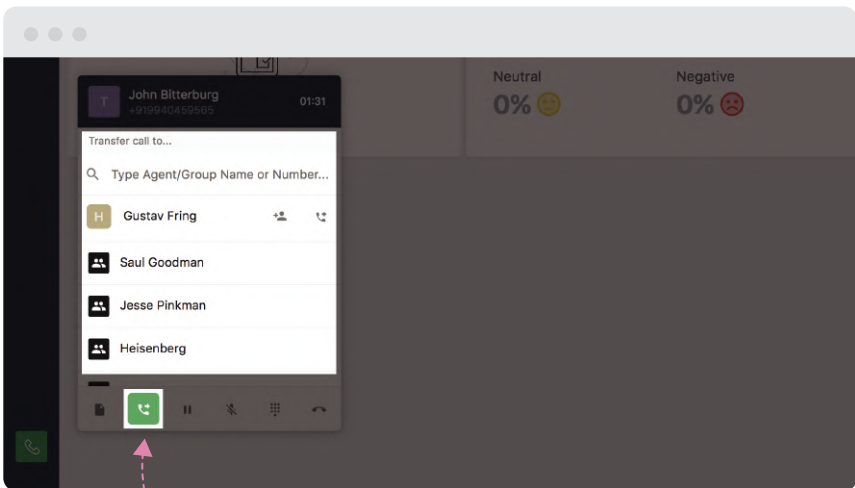 Neutral
Negative
0%
0%
T
John Bitterburg
+919940459565
01:31
Transfer call to...
Type Agent/Group Name or Number...
H
Gustav Fring
Saul Goodman
Jesse Pinkman
Heisenberg